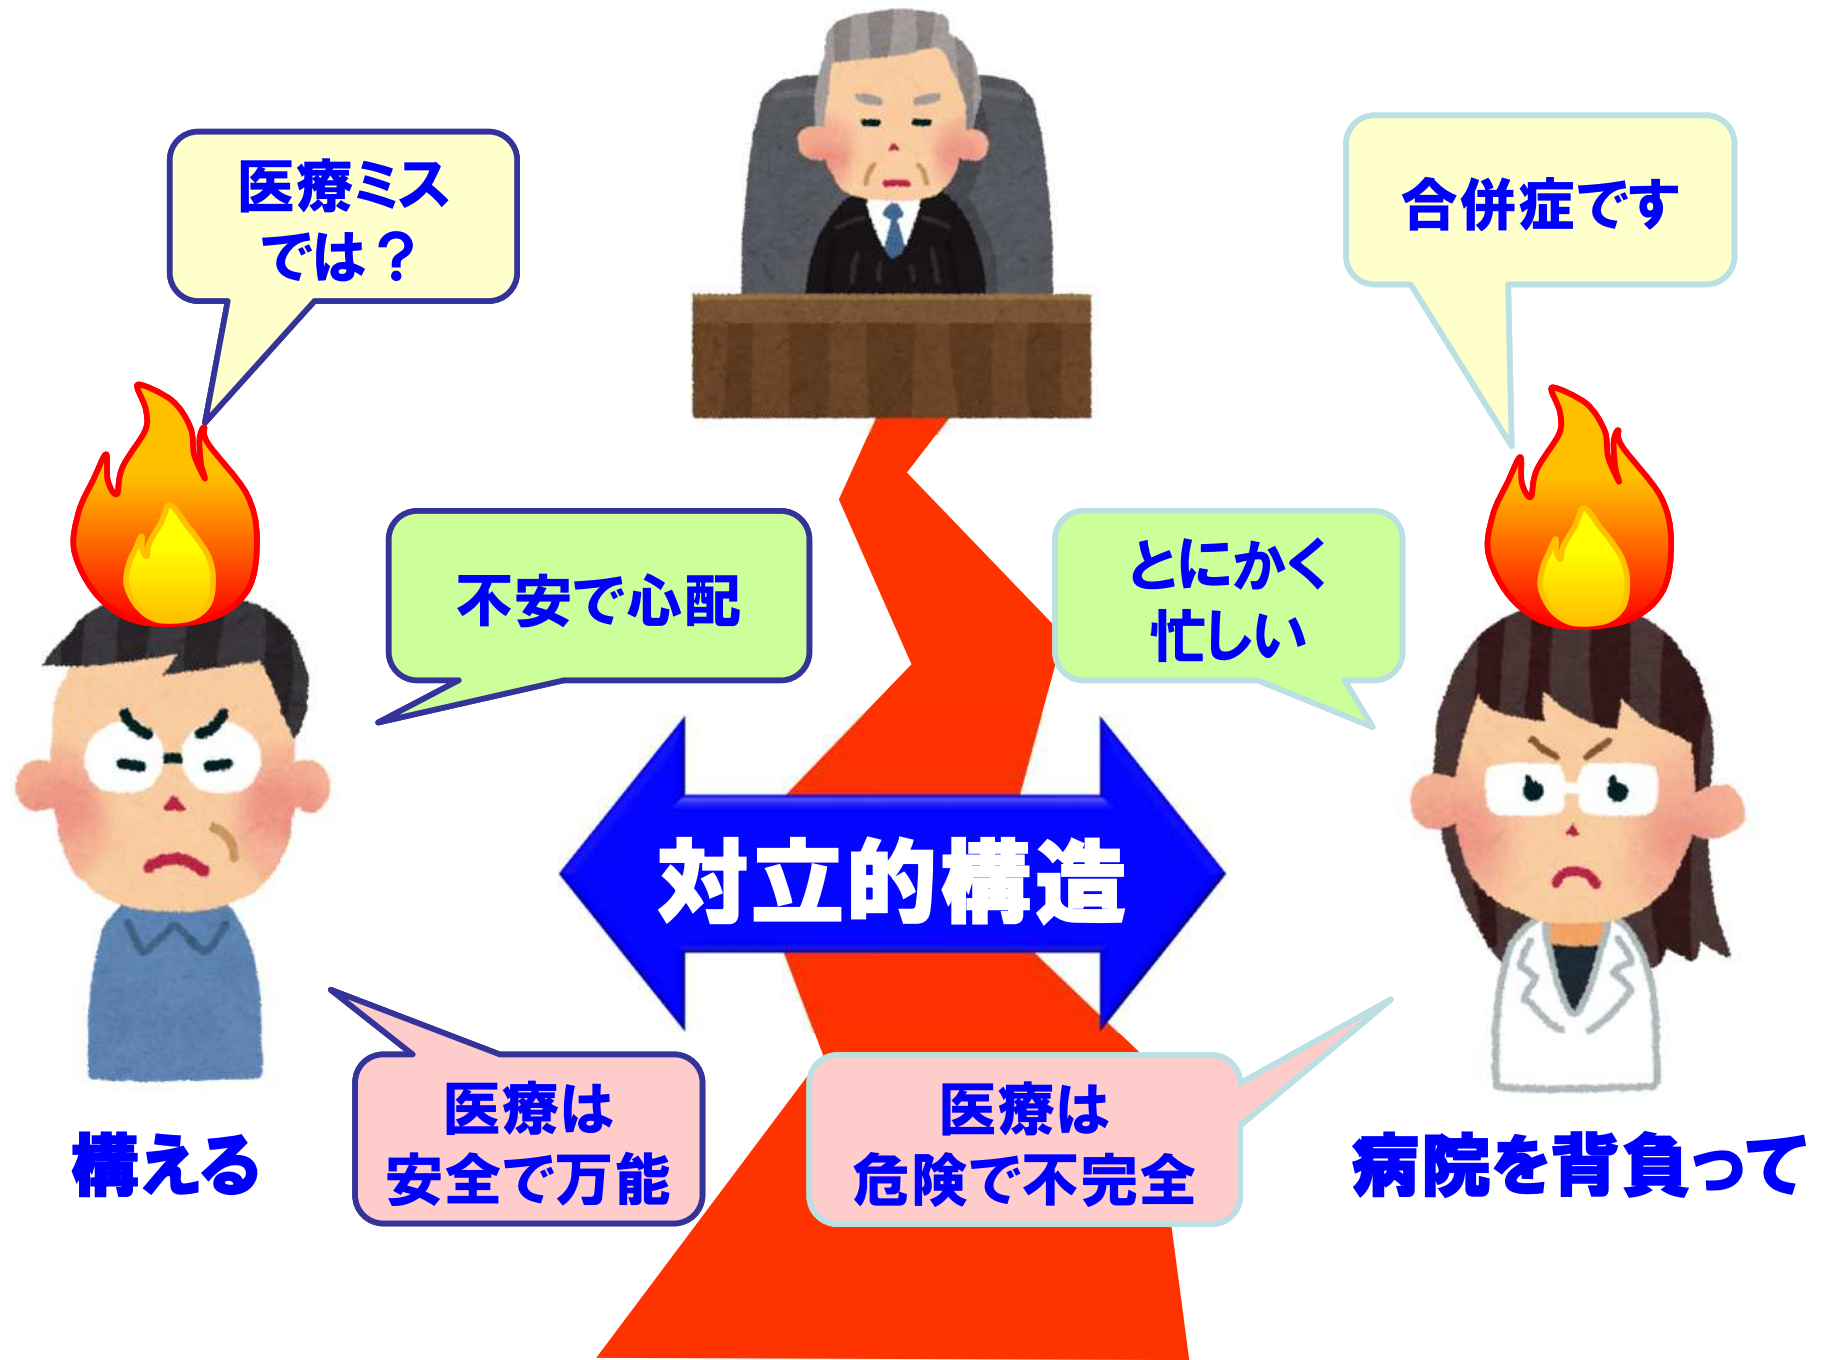 医療ミス
では？
合併症です
不安で心配
とにかく
忙しい
対立的構造
医療は
安全で万能
医療は
危険で不完全
構える
病院を背負って